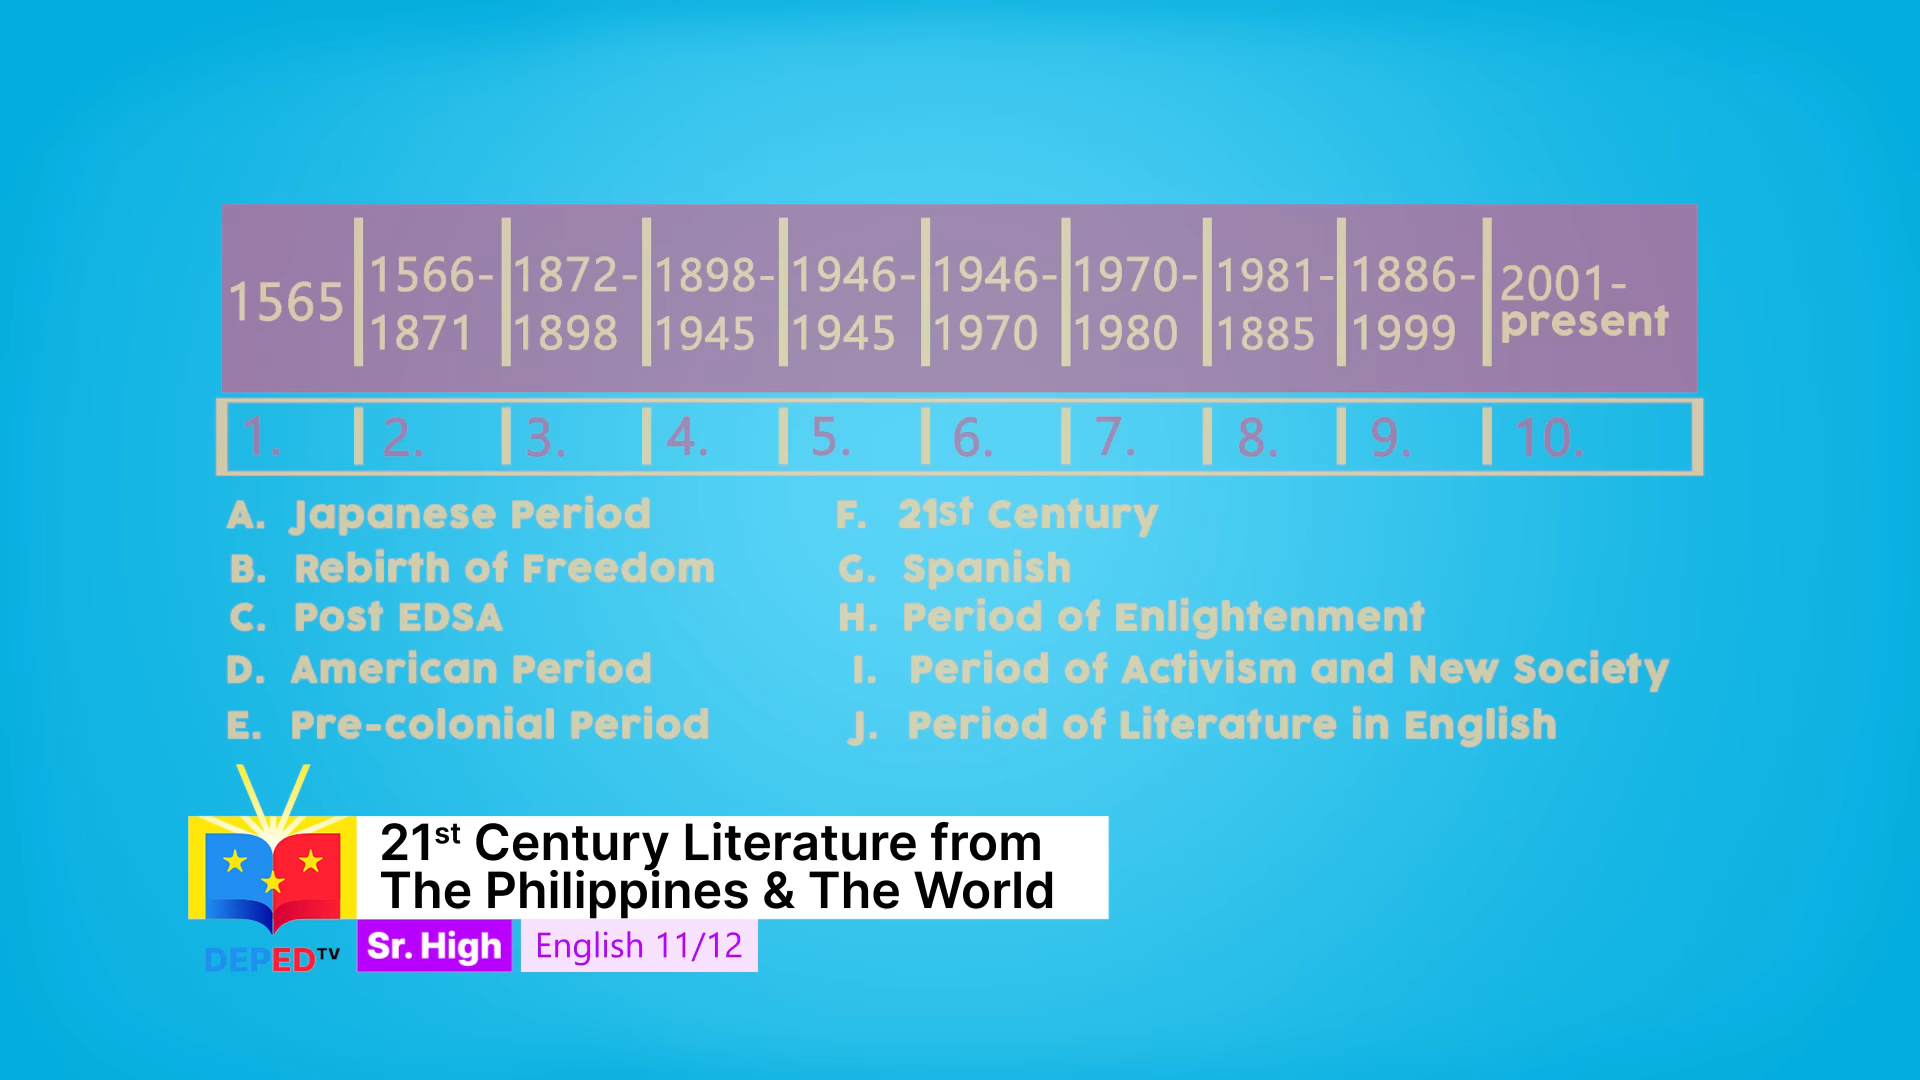 1565 1566- 1872- 1898- 1946- 1946- 1970- 1981- 1886- 2001-
1871 1898 1945 1945 1970 1980 1885 1999 present
1. 2. 3. 4. 5. 6. 7. 8. 9. 10.
A. Japanese Period
B. Rebirth of Freedom
C. Post EDSA
D. American Period
E. Pre-colonial Period
F. 21st Century
G. Spanish
H. Period of Enlightenment
I. Period of Activism and New Society
J. Period of Literature in English
21st Century Literature from
The Philippines & The World
DEPED TV
Sr. High
English 11/12